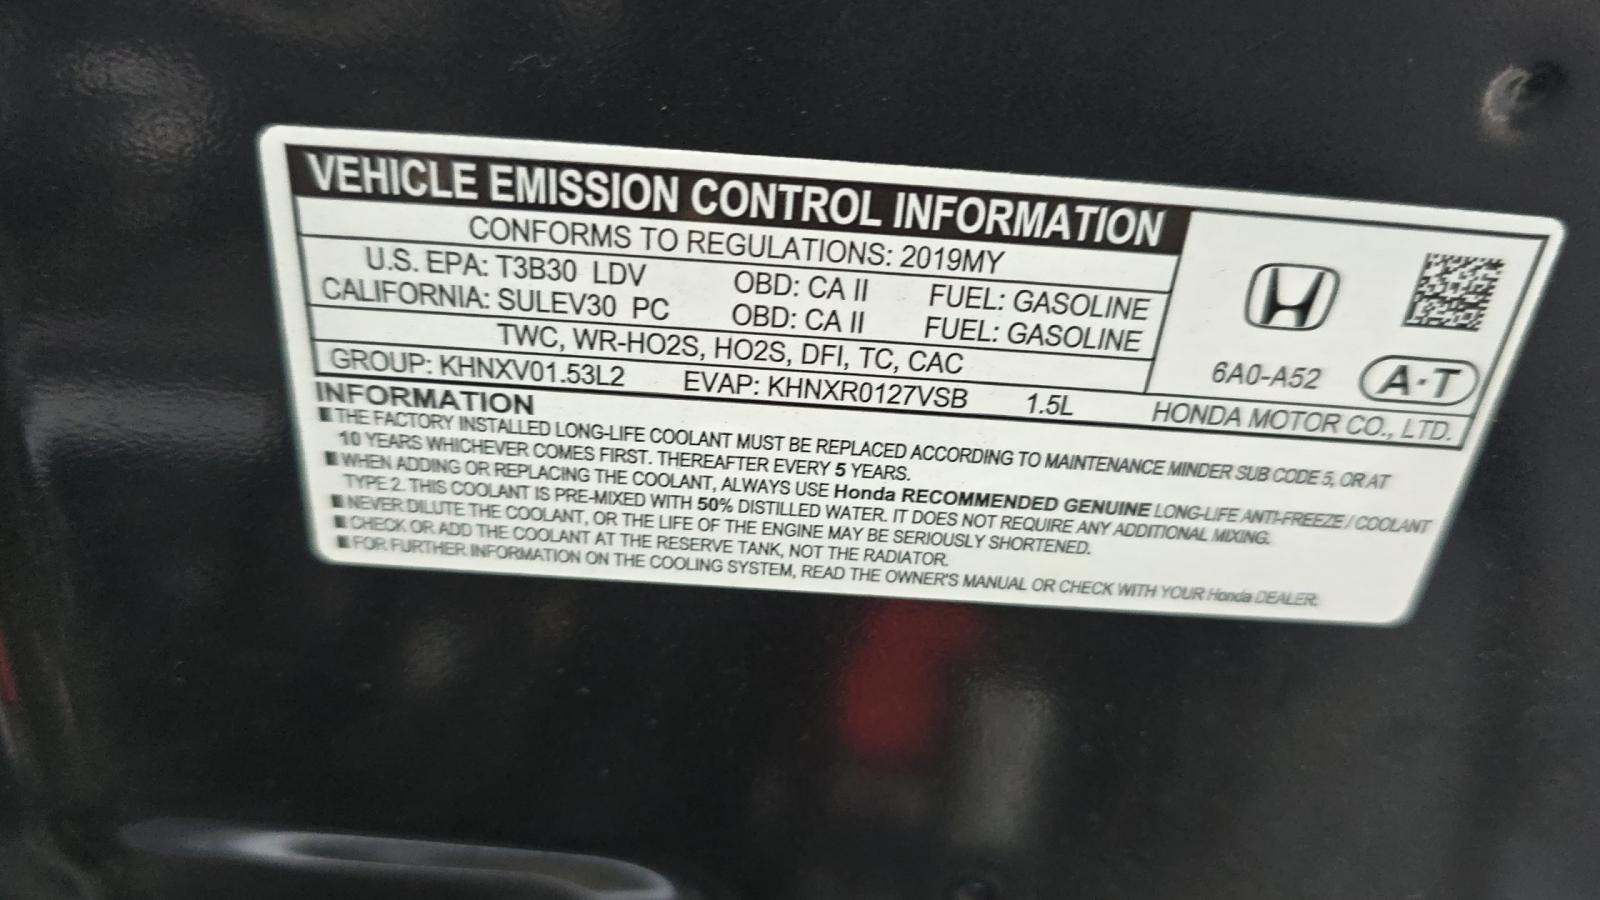 VEHICLE EMISSION CONTROL INFORMATION
CONFORMS TO REGULATIONS: 2019MY
U.S. EPA: T3B30 LDV OBD: CA II FUEL: GASOLINE
CALIFORNIA: SULEV30 PC OBD: CA II FUEL: GASOLINE
TWC, WR-HO2S, HO2S, DFI, TC, CAC
6A0-A52 A·T
GROUP: KHNXV01.53L2 EVAP: KHNXR0127VSB 1.5L HONDA MOTOR CO., LTD.
INFORMATION
■ THE FACTORY INSTALLED LONG-LIFE COOLANT MUST BE REPLACED ACCORDING TO MAINTENANCE MINDER SUB CODE 5, OR AT
10 YEARS WHICHEVER COMES FIRST. THEREAFTER EVERY 5 YEARS.
■ WHEN ADDING OR REPLACING THE COOLANT, ALWAYS USE Honda RECOMMENDED GENUINE LONG-LIFE ANTI-FREEZE / COOLANT
TYPE 2. THIS COOLANT IS PRE-MIXED WITH 50% DISTILLED WATER. IT DOES NOT REQUIRE ANY ADDITIONAL MIXING.
■ NEVER DILUTE THE COOLANT, OR THE LIFE OF THE ENGINE MAY BE SERIOUSLY SHORTENED.
■ CHECK OR ADD THE COOLANT AT THE RESERVE TANK, NOT THE RADIATOR.
■ FOR FURTHER INFORMATION ON THE COOLING SYSTEM, READ THE OWNER'S MANUAL OR CHECK WITH YOUR Honda DEALER.